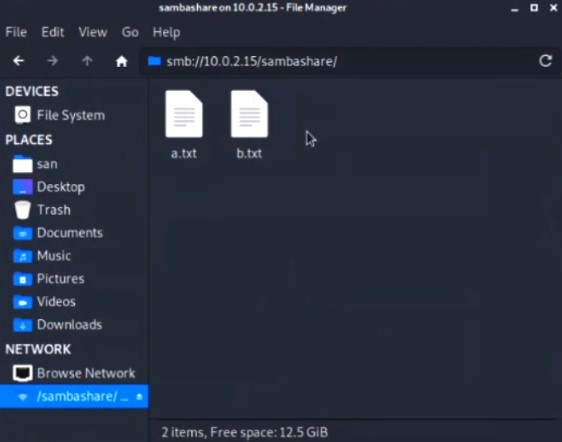 sambashare on 10.0.2.15 - File Manager
File Edit View Go Help
smb://10.0.2.15/sambashare/
DEVICES
File System
PLACES
san
Desktop
Trash
Documents
Music
Pictures
Videos
Downloads
NETWORK
Browse Network
/sambashare/ ...
a.txt b.txt
2 items, Free space: 12.5 GiB